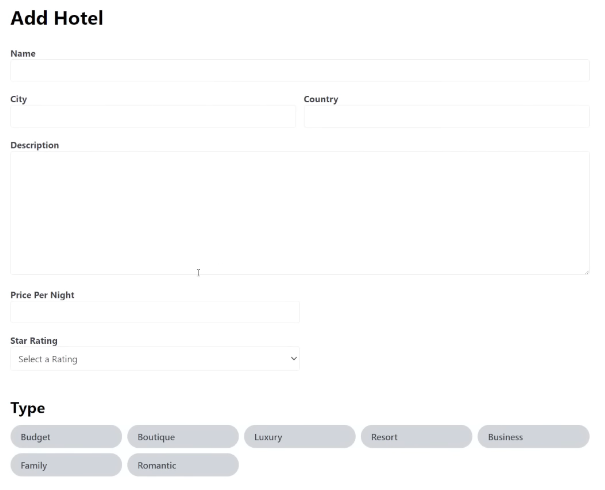 Add Hotel
Name
City Country
Description
Price Per Night
Star Rating
Select a Rating
Type
Budget Boutique Luxury Resort Business
Family Romantic